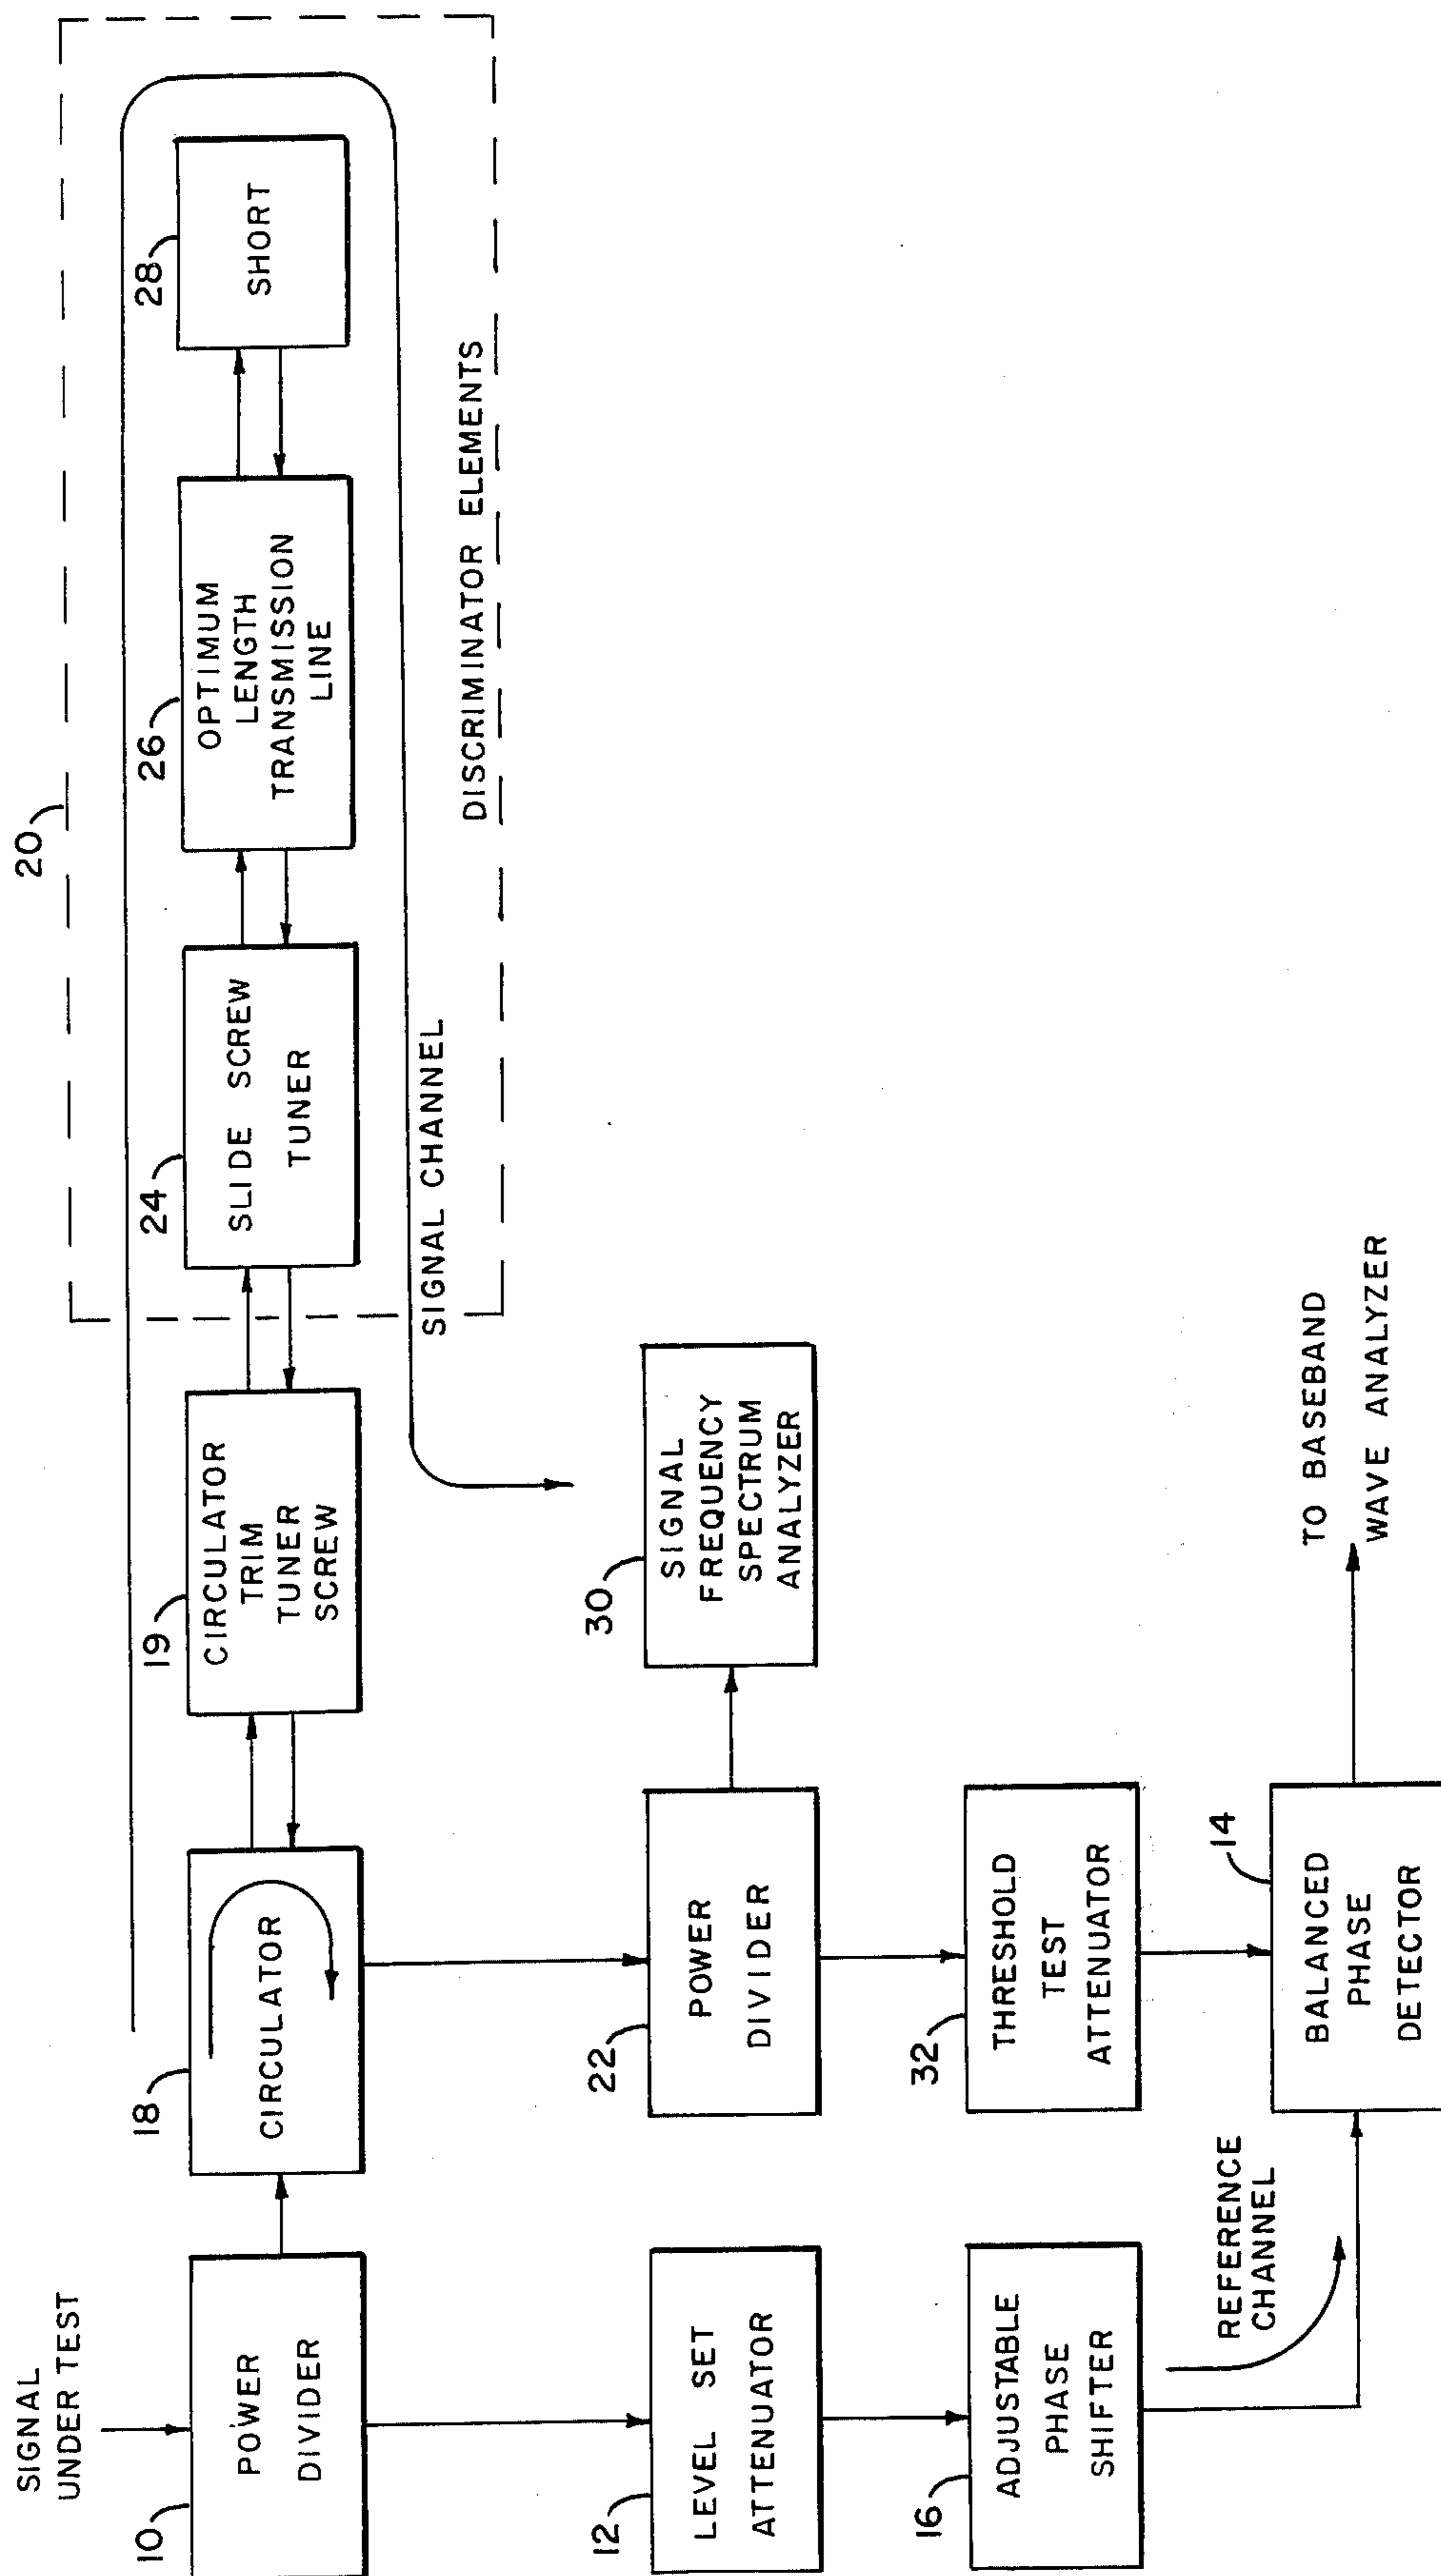 SIGNAL
UNDER TEST
10
POWER
DIVIDER
18
CIRCULATOR
19
CIRCULATOR
TRIM
TUNER
SCREW
20
24
SLIDE SCREW
TUNER
26
OPTIMUM
LENGTH
TRANSMISSION
LINE
28
SHORT
SIGNAL CHANNEL
DISCRIMINATOR ELEMENTS
12
LEVEL SET
ATTENUATOR
22
POWER
DIVIDER
30
SIGNAL
FREQUENCY
SPECTRUM
ANALYZER
16
ADJUSTABLE
PHASE
SHIFTER
32
THRESHOLD
TEST
ATTENUATOR
REFERENCE
CHANNEL
14
BALANCED
PHASE
DETECTOR
TO BASEBAND
WAVE ANALYZER